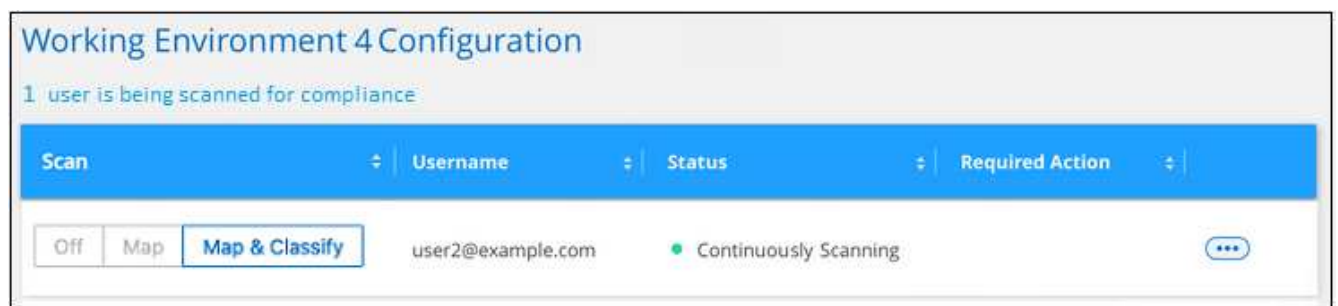 Working Environment 4 Configuration
1 user is being scanned for compliance
Scan Username Status Required Action
Off Map Map & Classify user2@example.com Continuously Scanning